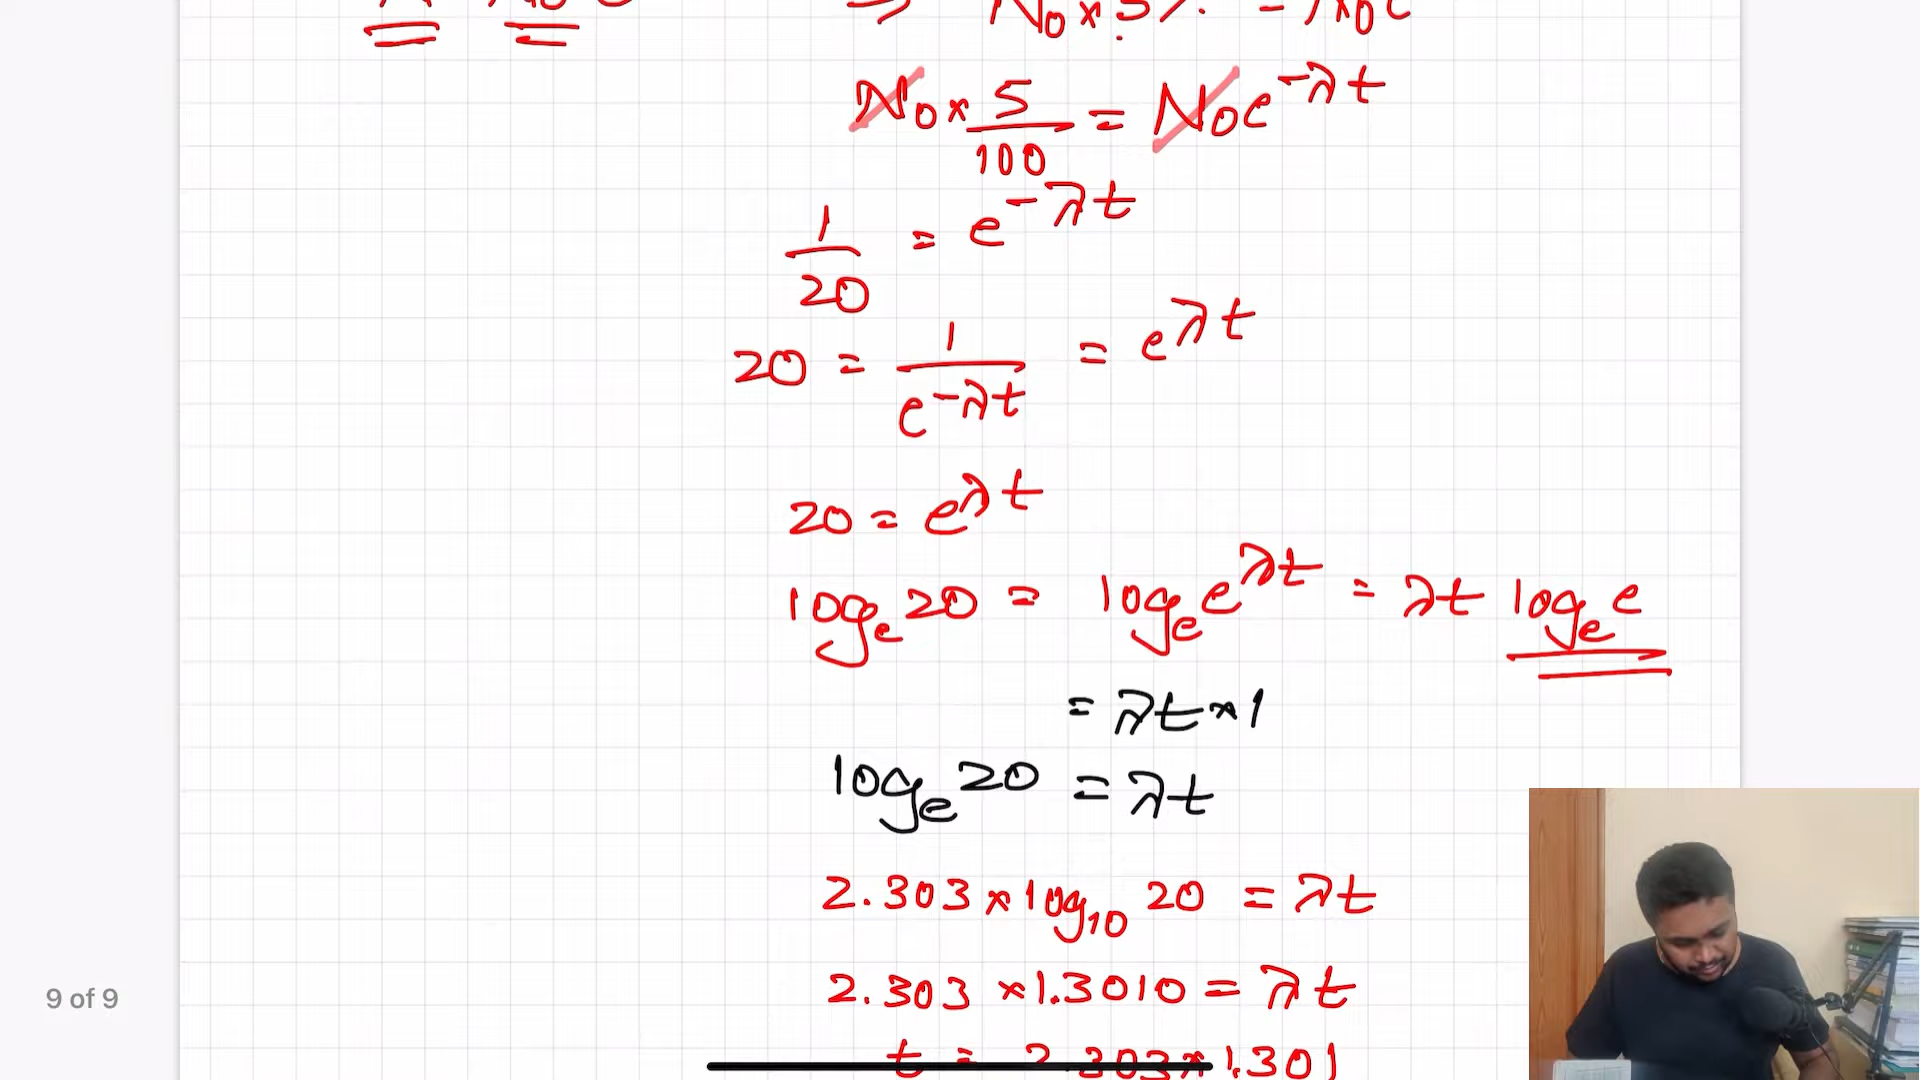 N₀ × 5/100 = N₀e^(-λt)
1/20 = e^(-λt)
20 = 1/e^(-λt) = e^(λt)
20 = e^(λt)
logₑ20 = logₑe^(λt) = λt logₑe
= λt × 1
logₑ20 = λt
2.303 × log₁₀ 20 = λt
2.303 × 1.3010 = λt
t = 2.303 × 1.301
9 of 9